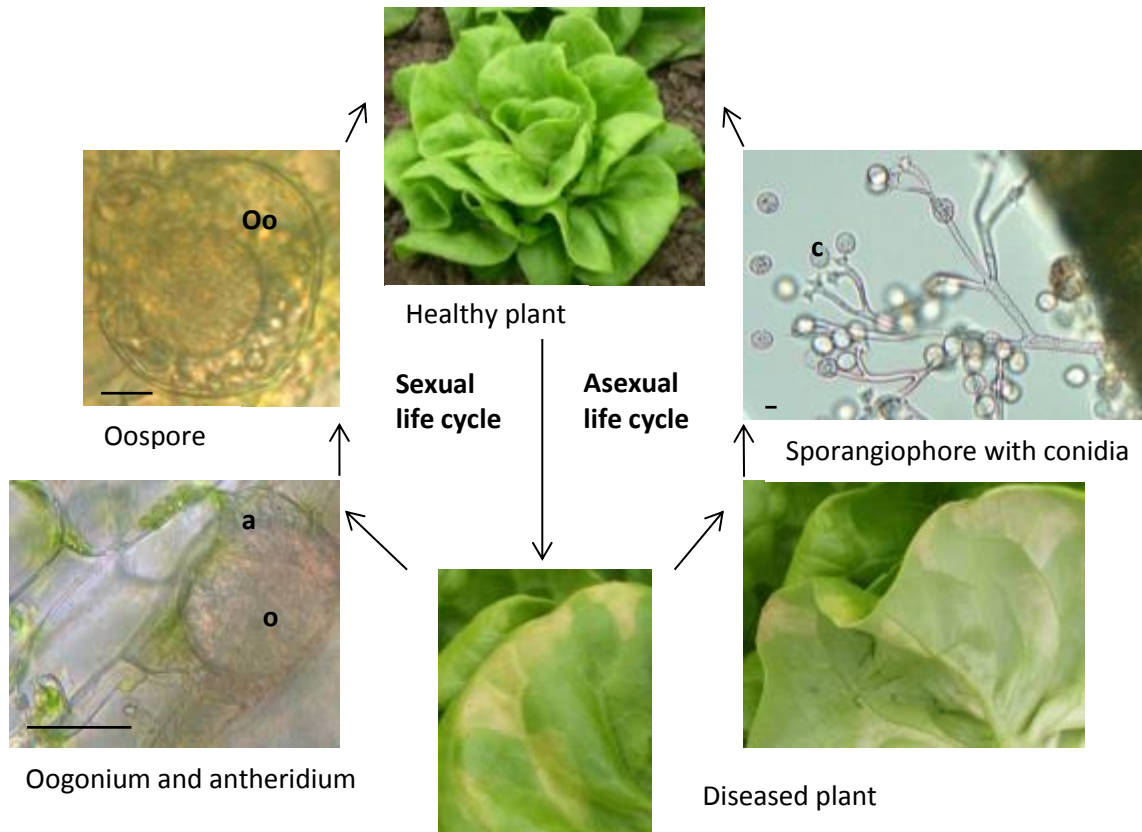 Healthy plant
Sexual
life cycle
Asexual
life cycle
Oo
Oospore
c
Sporangiophore with conidia
a
o
Oogonium and antheridium
Diseased plant